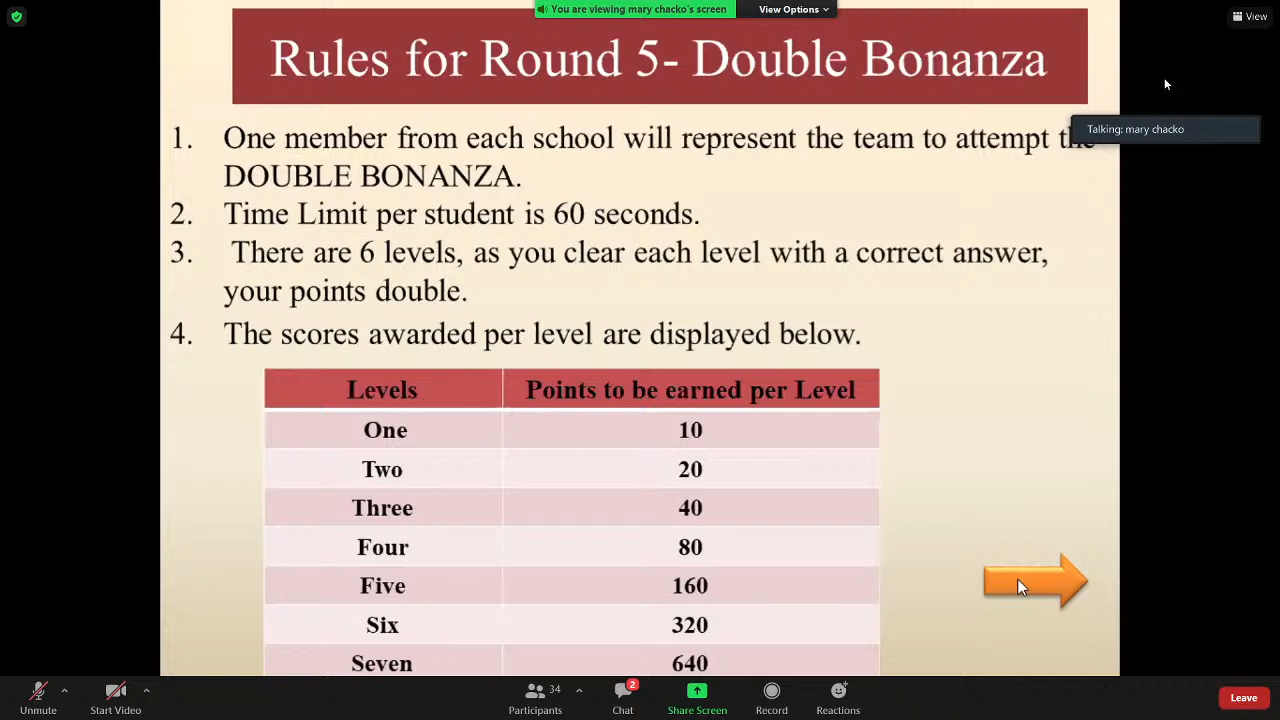 You are viewing mary chacko's screen
View Options
View
Rules for Round 5- Double Bonanza
Talking: mary chacko
1. One member from each school will represent the team to attempt the
DOUBLE BONANZA.
2. Time Limit per student is 60 seconds.
3. There are 6 levels, as you clear each level with a correct answer,
your points double.
4. The scores awarded per level are displayed below.
Levels Points to be earned per Level
One 10
Two 20
Three 40
Four 80
Five 160
Six 320
Seven 640
34
2
Unmute
Start Video
Participants
Chat
Share Screen
Record
Reactions
Leave